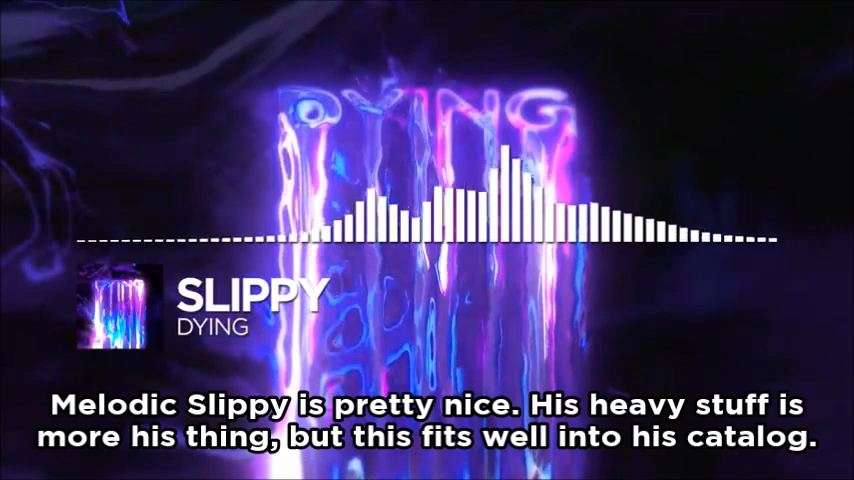 DYING
SLIPPY
DYING
Melodic Slippy is pretty nice. His heavy stuff is
more his thing, but this fits well into his catalog.